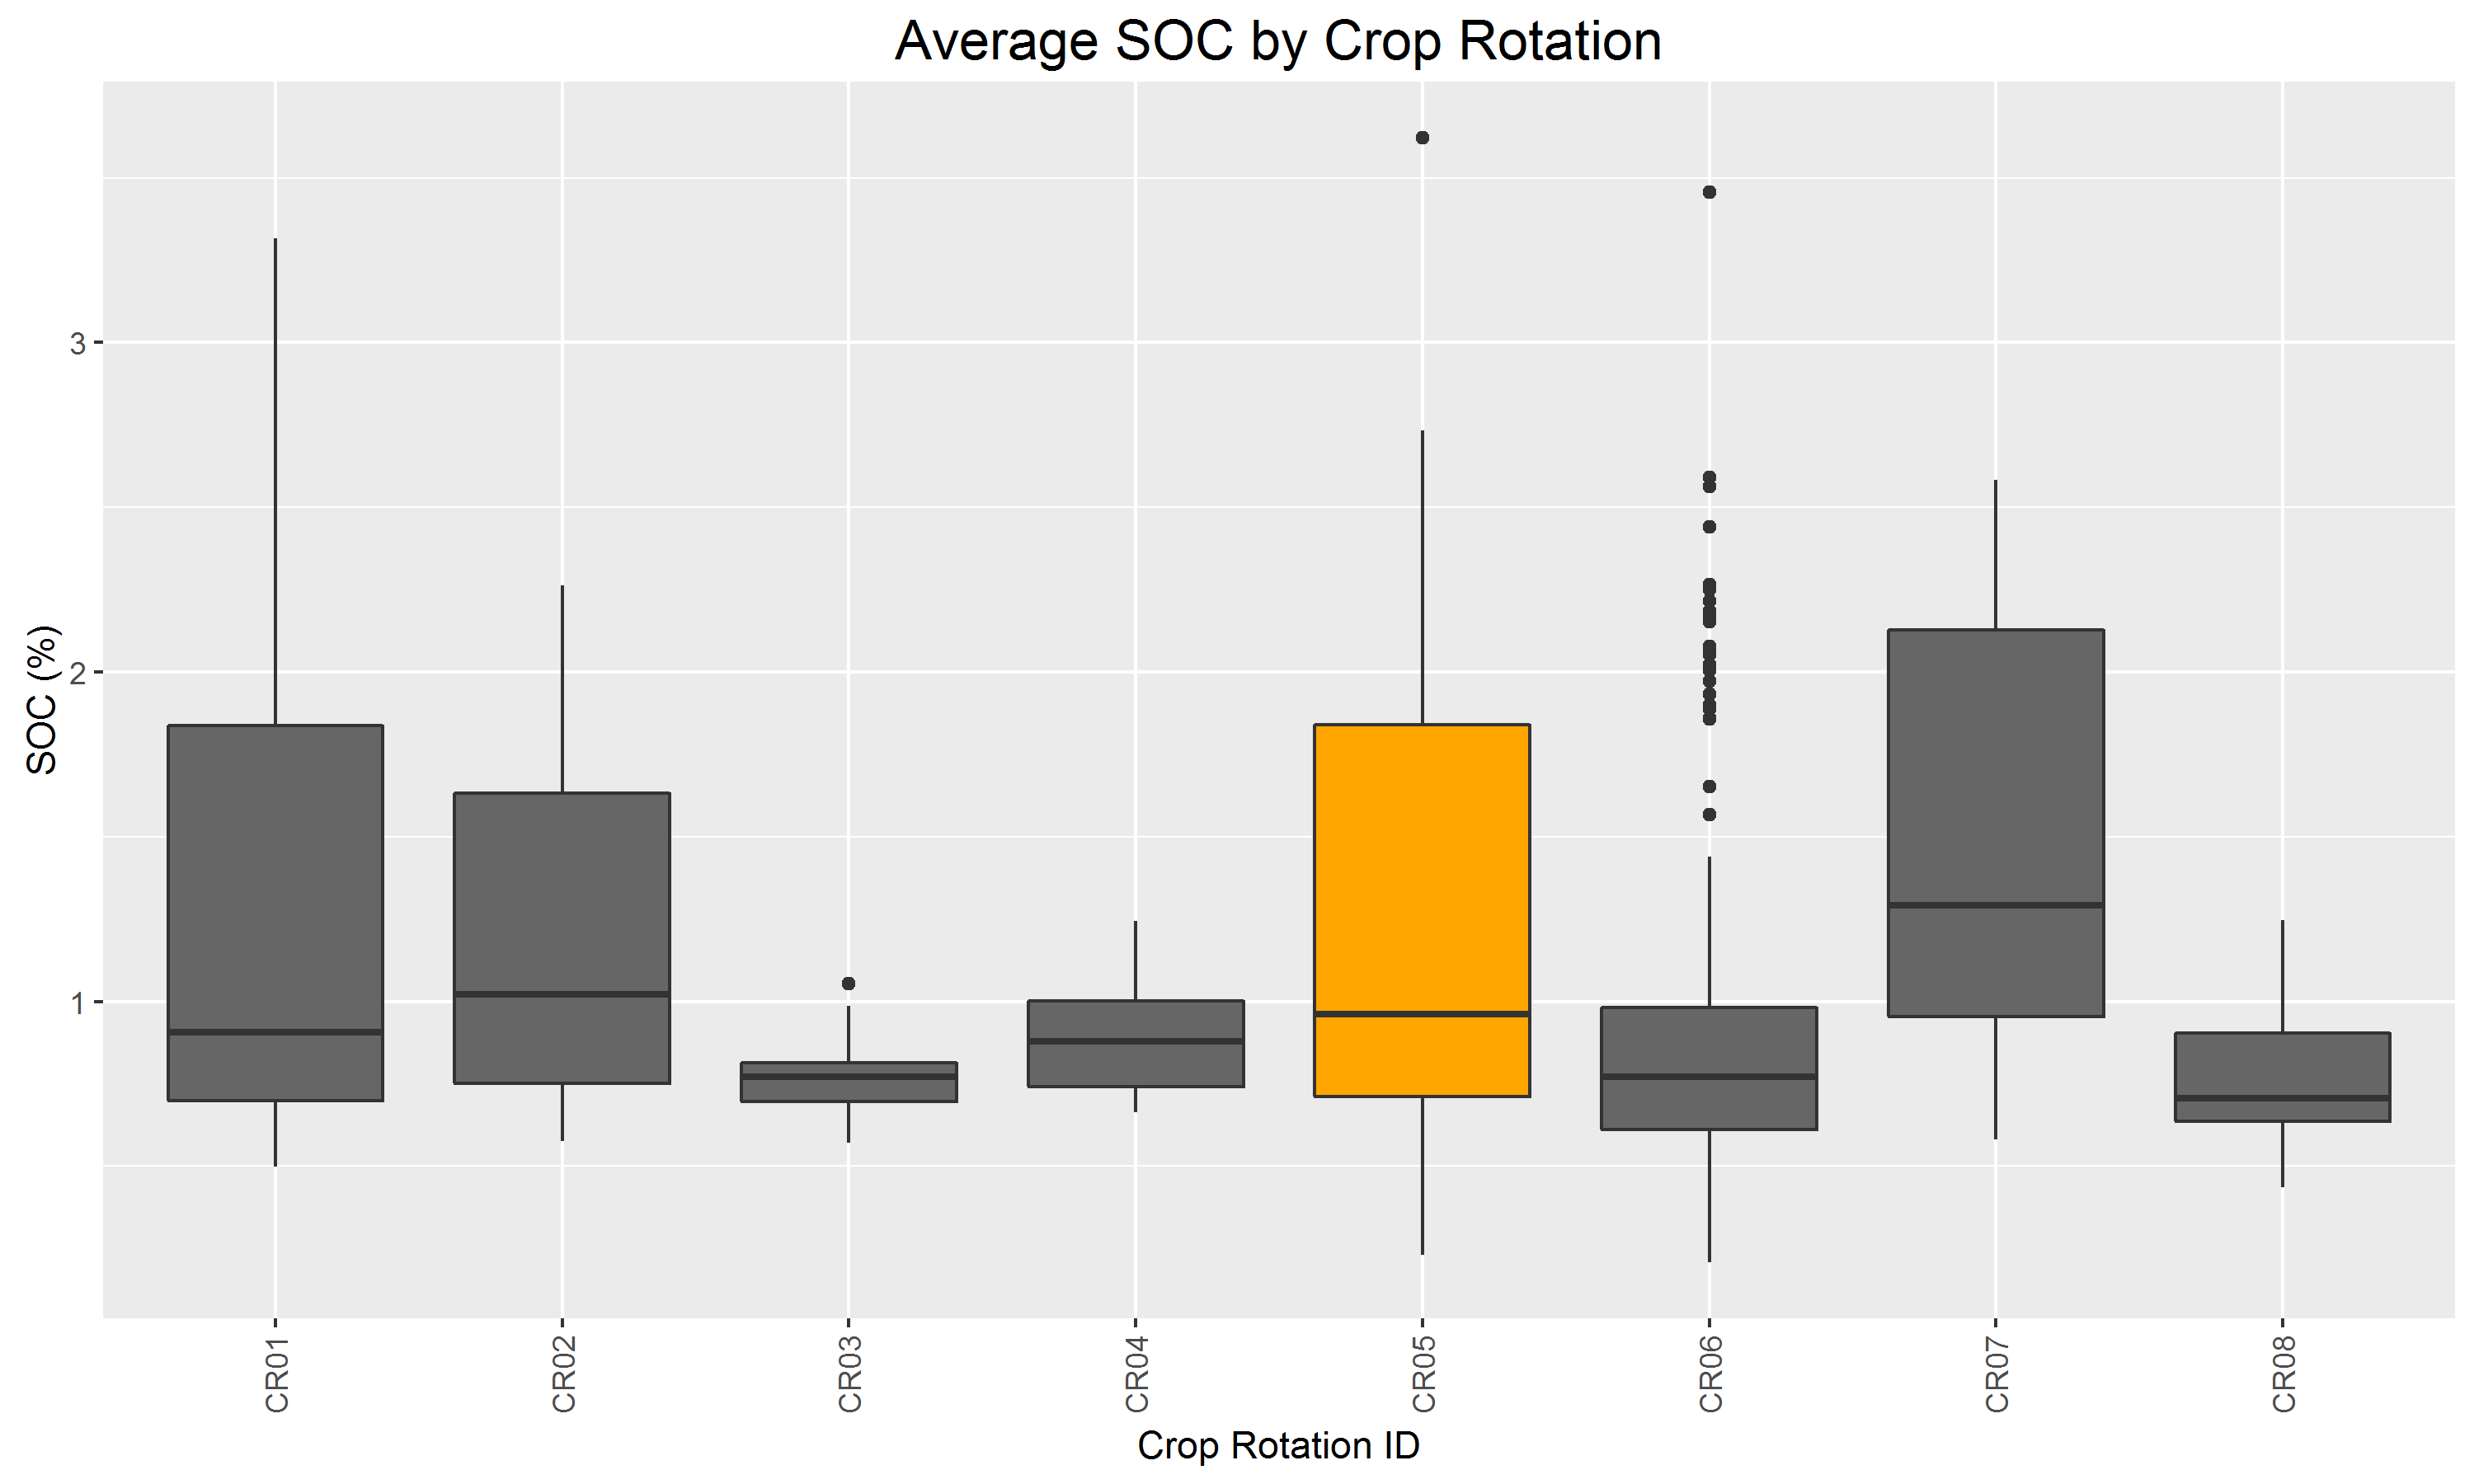 Average SOC by Crop Rotation
SOC (%)
3
2
1
CR01
CR02
CR03
CR04
CR05
CR06
CR07
CR08
Crop Rotation ID